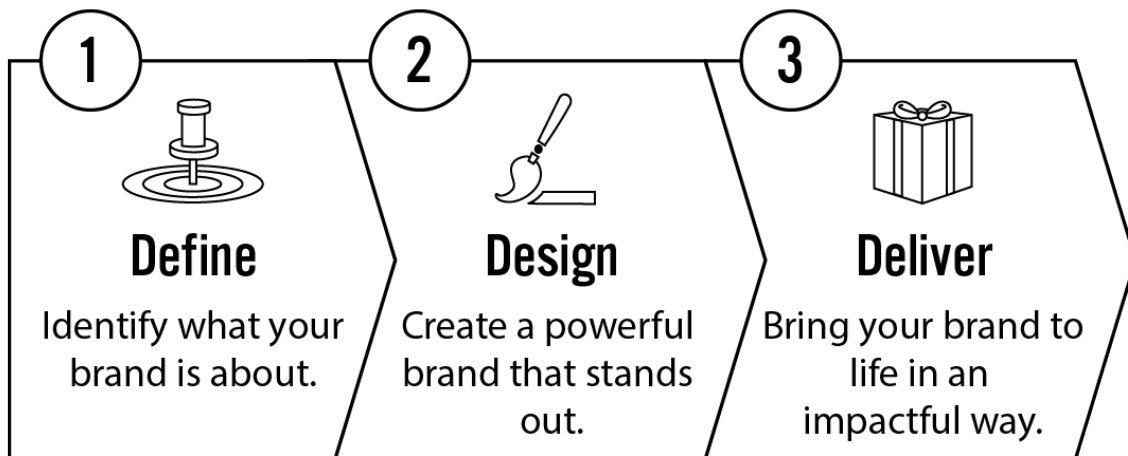 1
Define
Identify what your
brand is about.
2
Design
Create a powerful
brand that stands
out.
3
Deliver
Bring your brand to
life in an
impactful way.